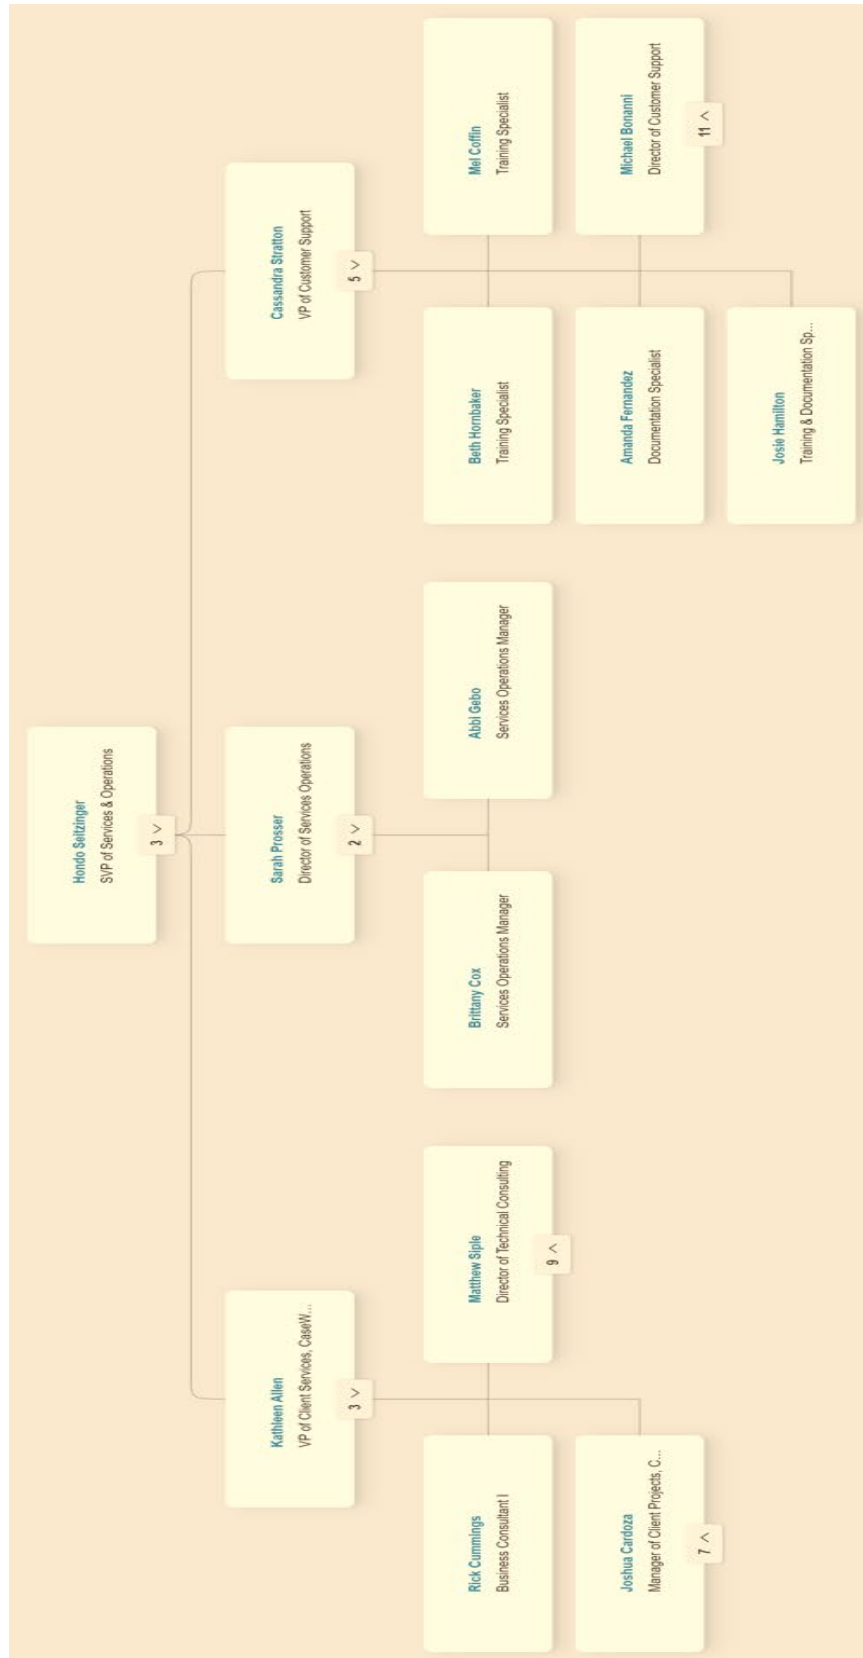 Hondo Seitzinger
SVP of Services & Operations
3
Kathleen Allen
VP of Client Services, CaseW...
3
Sarah Prosser
Director of Services Operations
2
Cassandra Stratton
VP of Customer Support
5
Rick Cummings
Business Consultant I
Matthew Siple
Director of Technical Consulting
9
Joshua Cardoza
Manager of Client Projects, C...
7
Brittany Cox
Services Operations Manager
Abbi Gebo
Services Operations Manager
Beth Hornbaker
Training Specialist
Mel Coffin
Training Specialist
Amanda Fernandez
Documentation Specialist
Michael Bonanni
Director of Customer Support
11
Josie Hamilton
Training & Documentation Sp...